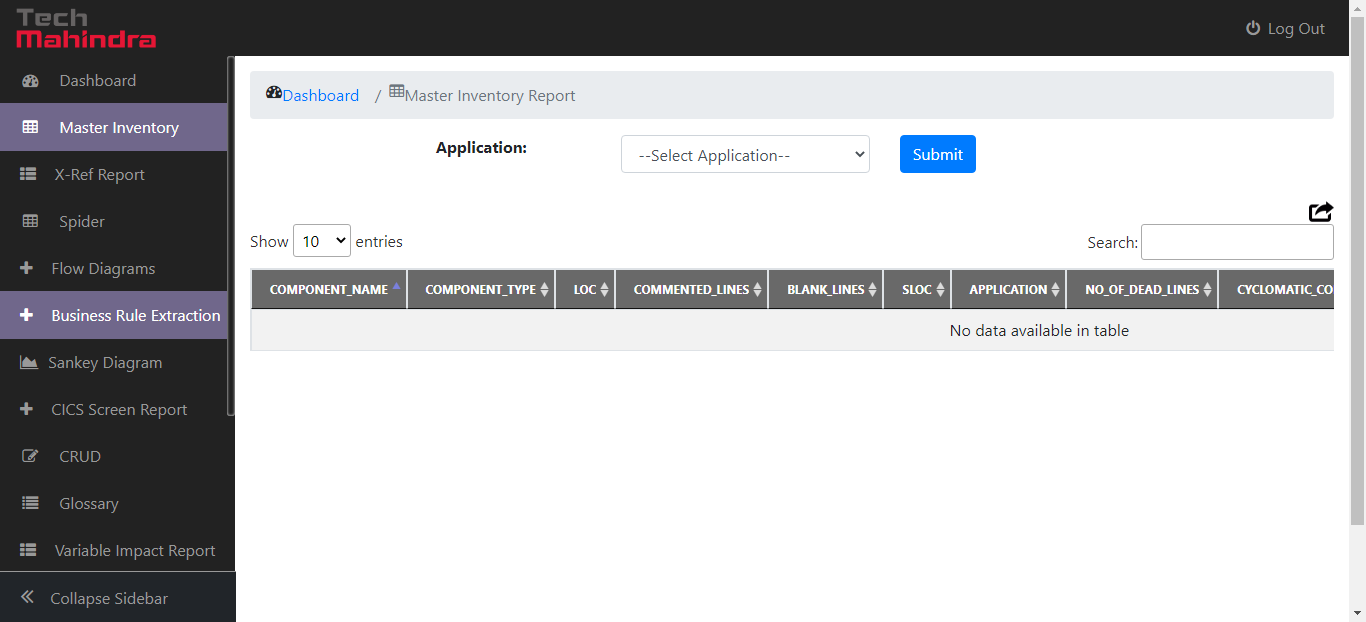 Tech
Mahindra
Log Out
Dashboard
Master Inventory
X-Ref Report
Spider
Flow Diagrams
Business Rule Extraction
Sankey Diagram
CICS Screen Report
CRUD
Glossary
Variable Impact Report
Collapse Sidebar
Dashboard / Master Inventory Report
Application: --Select Application-- Submit
Show 10 entries Search:
COMPONENT_NAME COMPONENT_TYPE LOC COMMENTED_LINES BLANK_LINES SLOC APPLICATION NO_OF_DEAD_LINES CYCLOMATIC_CO
No data available in table